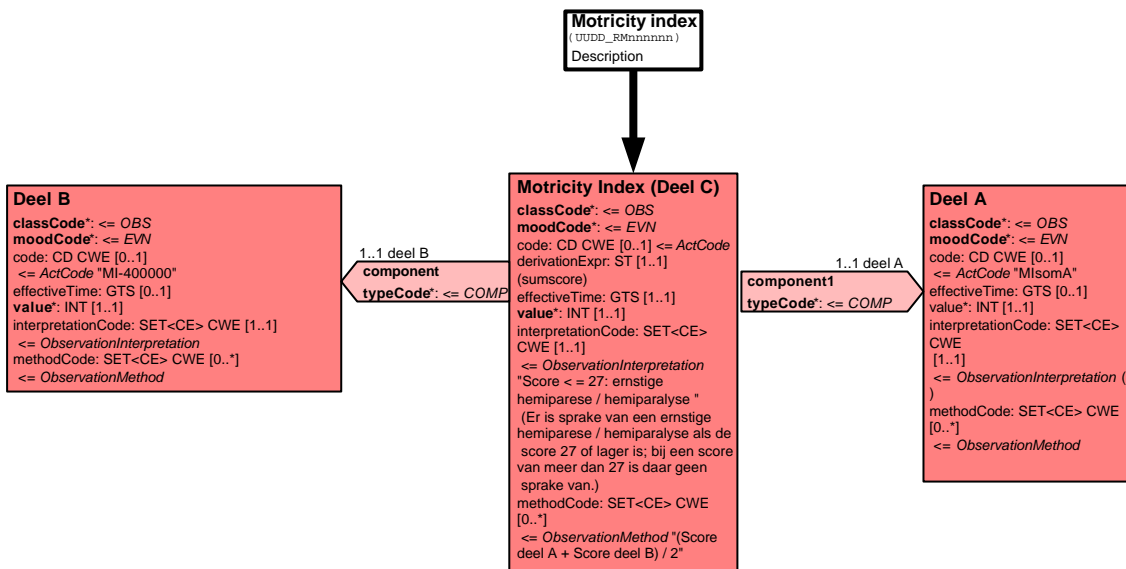 Motricity index
(UUDD_RMnnnnnn)
Description
Deel B
classCode*: <= OBS
moodCode*: <= EVN
code: CD CWE [0..1]
<= ActCode "MI-400000"
effectiveTime: GTS [0..1]
value*: INT [1..1]
interpretationCode: SET<CE> CWE [1..1]
<= ObservationInterpretation
methodCode: SET<CE> CWE [0..*]
<= ObservationMethod
1..1 deel B
component
typeCode*: <= COMP
Motricity Index (Deel C)
classCode*: <= OBS
moodCode*: <= EVN
code: CD CWE [0..1] <= ActCode
derivationExpr: ST [1..1]
(sumscore)
effectiveTime: GTS [1..1]
value*: INT [1..1]
interpretationCode: SET<CE>
CWE [1..1]
<= ObservationInterpretation
"Score < = 27: ernstige
hemiparese / hemiparalyse "
(Er is sprake van een ernstige
hemiparese / hemiparalyse als de
score 27 of lager is; bij een score
van meer dan 27 is daar geen
sprake van.)
methodCode: SET<CE> CWE
[0..*]
<= ObservationMethod "(Score
deel A + Score deel B) / 2"
1..1 deel A
component1
typeCode*: <= COMP
Deel A
classCode*: <= OBS
moodCode*: <= EVN
code: CD CWE [0..1]
<= ActCode "MIsomA"
effectiveTime: GTS [0..1]
value*: INT [1..1]
interpretationCode: SET<CE>
CWE
[1..1]
<= ObservationInterpretation (
)
methodCode: SET<CE> CWE
[0..*]
<= ObservationMethod